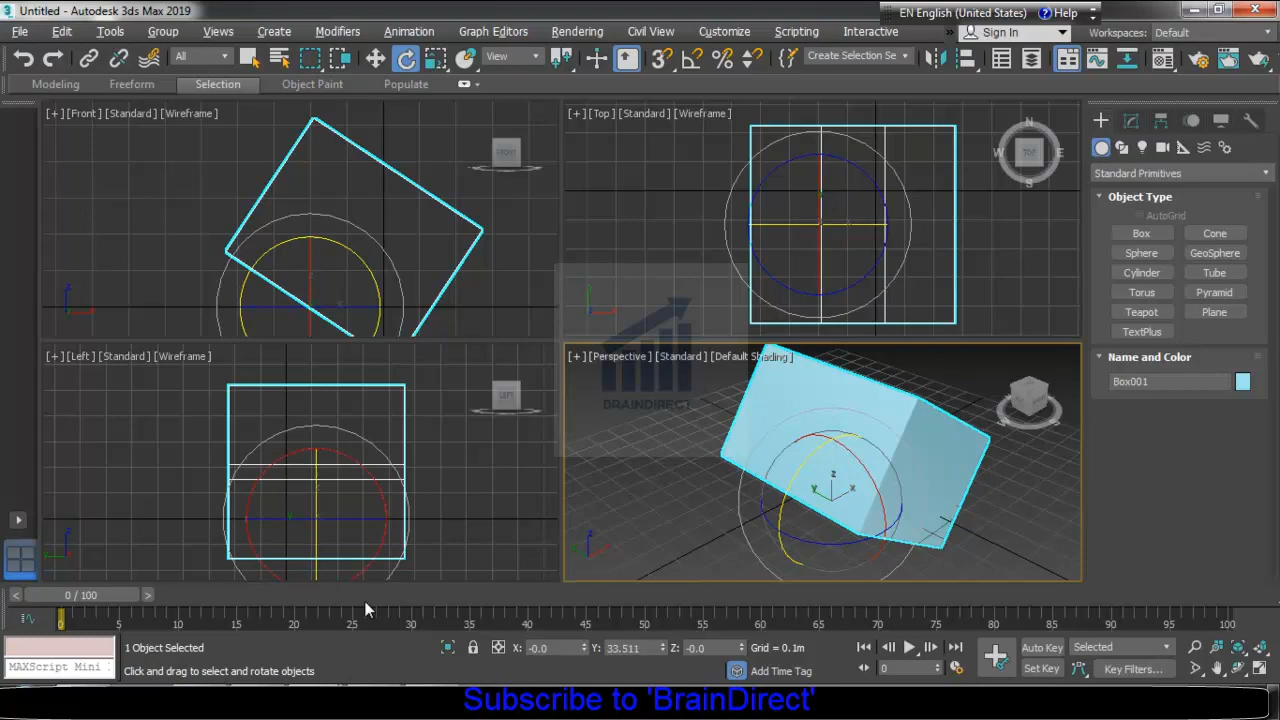 Untitled - Autodesk 3ds Max 2019
EN English (United States)
Help
File Edit Tools Group Views Create Modifiers Animation Graph Editors Rendering Civil View Customize Scripting Interactive
Sign In
Workspaces: Default
All
View
Create Selection Se
Modeling Freeform Selection Object Paint Populate
[+] [Front] [Standard] [Wireframe]
FRONT
[+] [Top] [Standard] [Wireframe]
N
W TOP E
S
Standard Primitives
Object Type
AutoGrid
Box Cone
Sphere GeoSphere
Cylinder Tube
Torus Pyramid
Teapot Plane
TextPlus
Name and Color
Box001
[+] [Left] [Standard] [Wireframe]
LEFT
[+] [Perspective] [Standard] [Default Shading]
BRAINDIRECT
z
y x
0 / 100
0 5 10 15 20 25 30 35 40 45 50 55 60 65 70 75 80 85 90 95 100
1 Object Selected
X: -0.0 Y: 33.511 Z: -0.0 Grid = 0.1m
Auto Key Selected
MAXScript Mini
Click and drag to select and rotate objects
Add Time Tag
0
Set Key Key Filters...
Subscribe to 'BrainDirect'